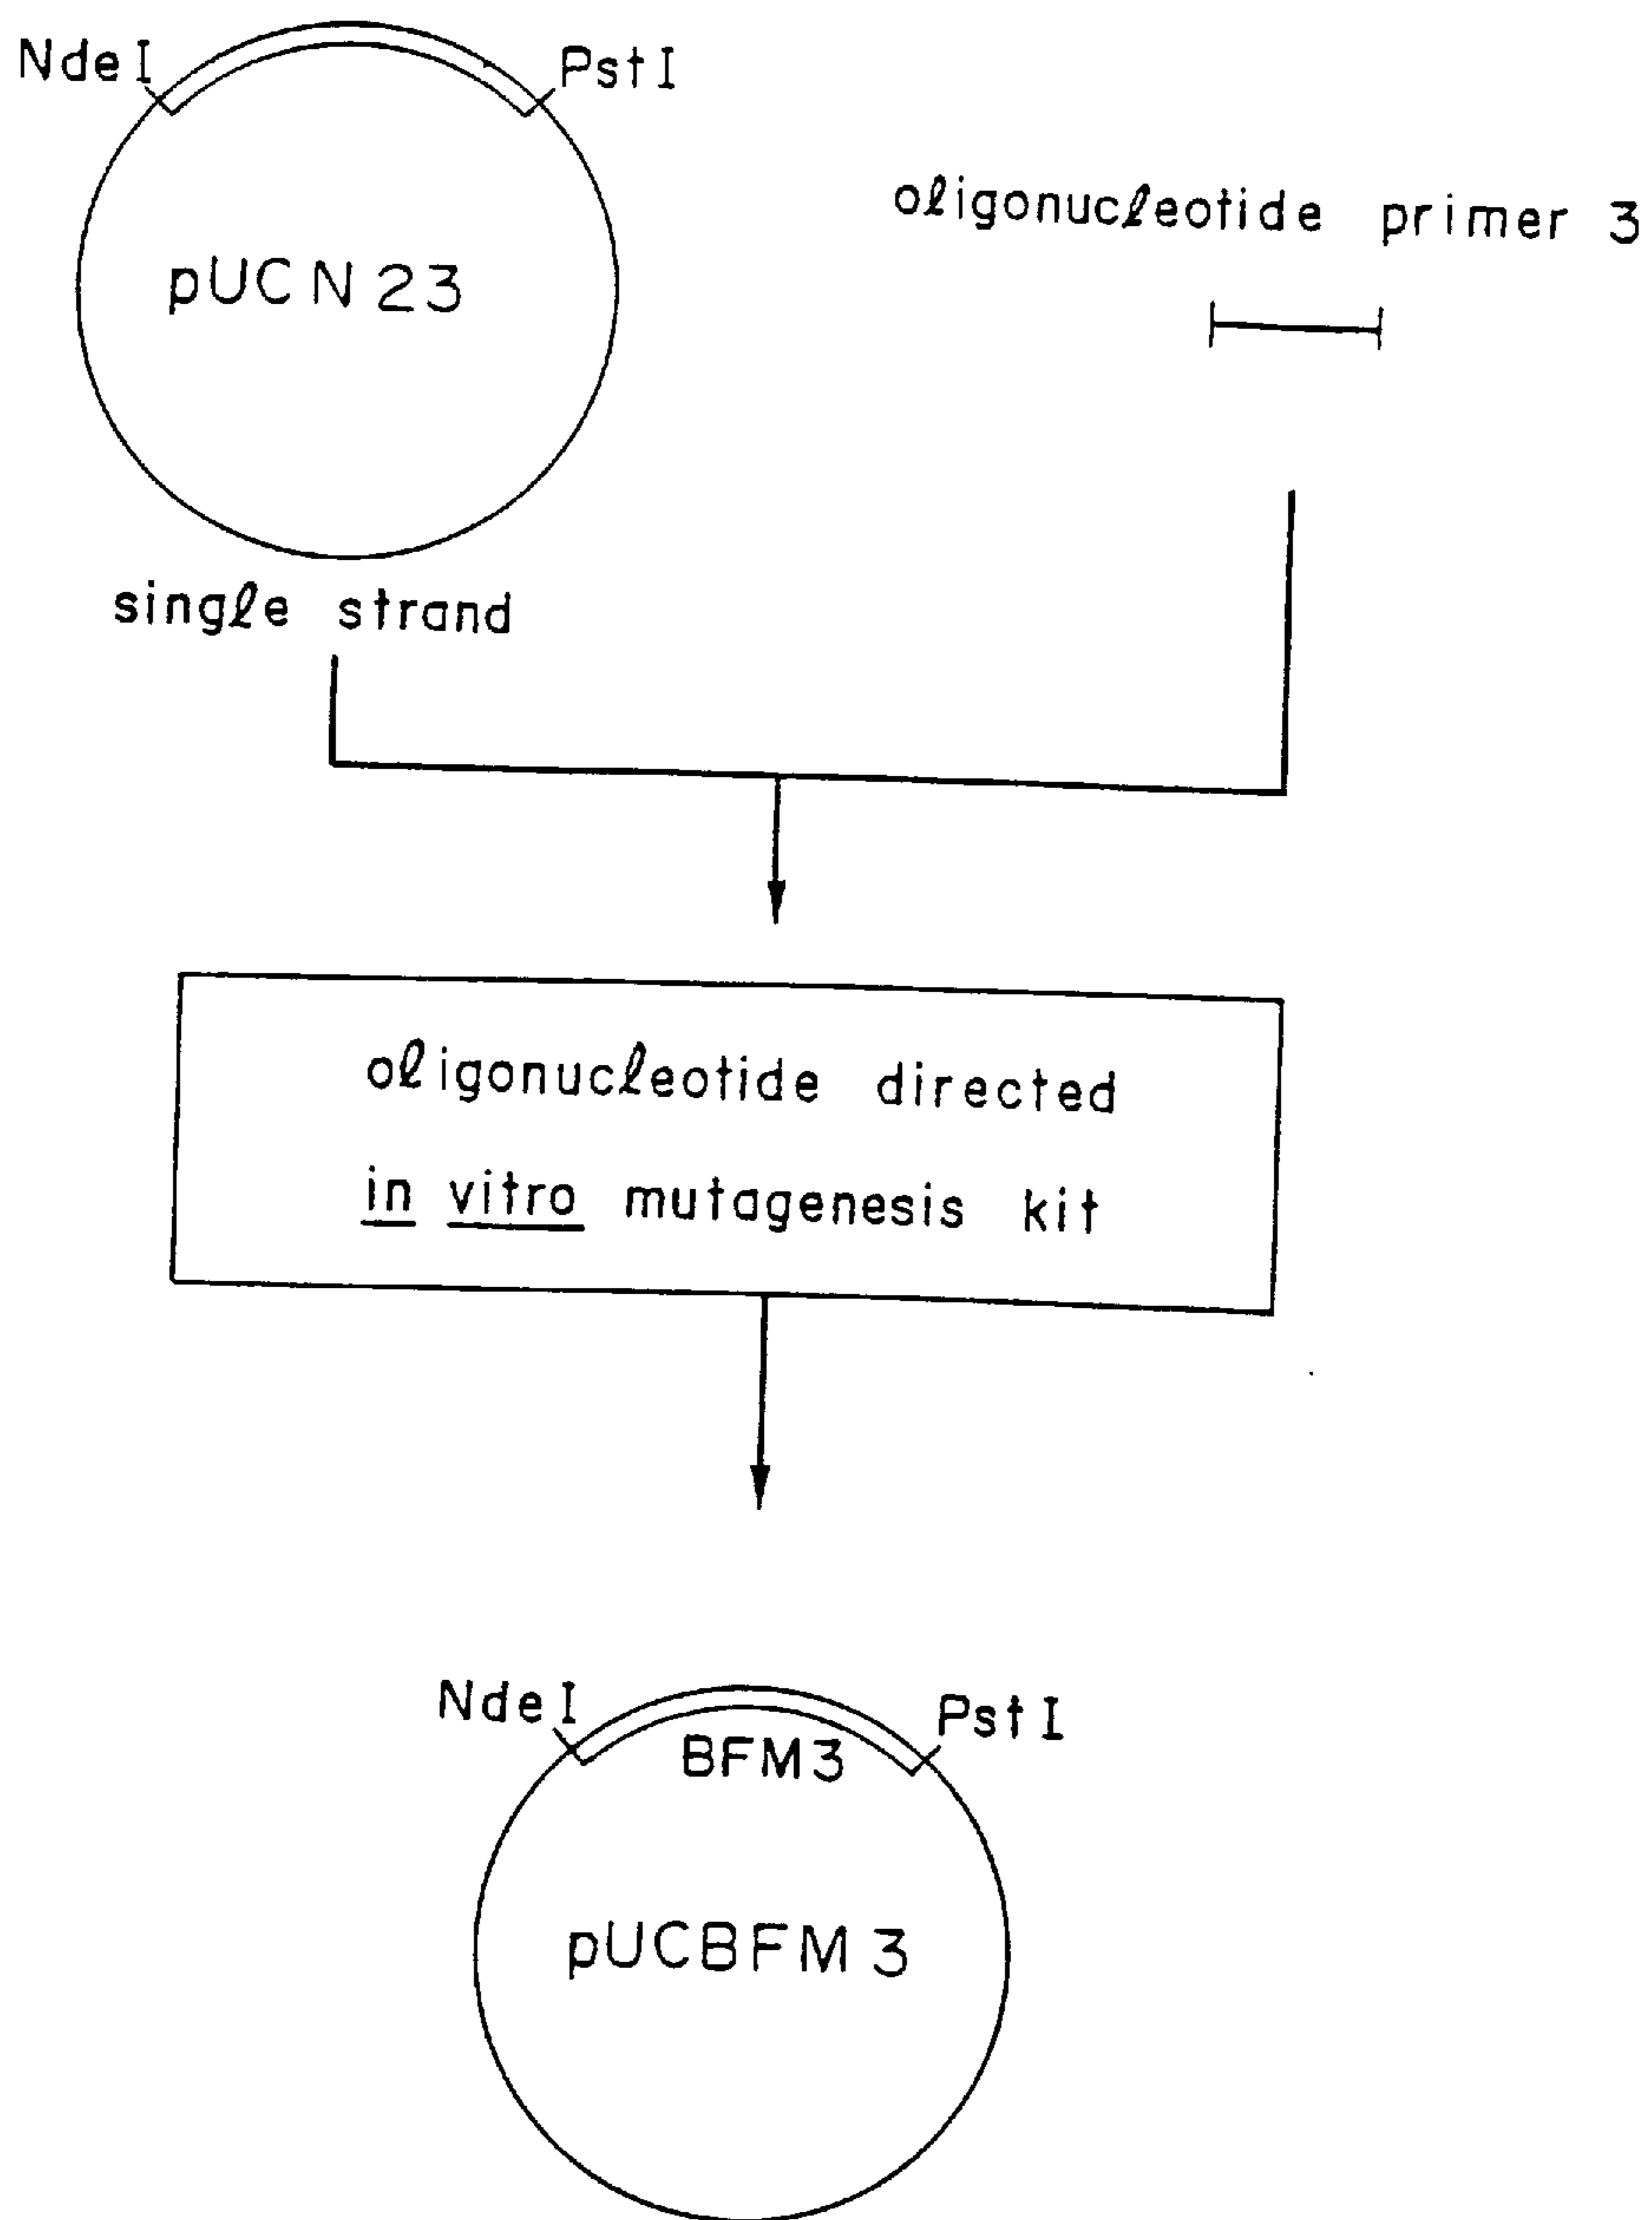 NdeI
PstI
pUCN23
oligonucleotide primer 3
single strand
oligonucleotide directed
in vitro mutagenesis kit
NdeI
PstI
BFM3
pUCBFM3